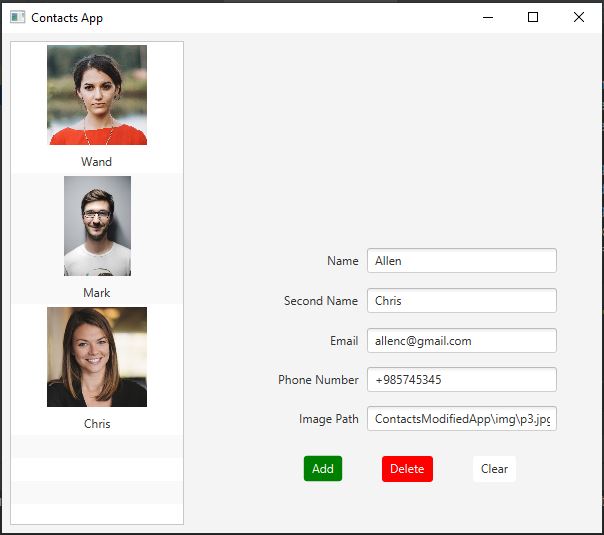 Contacts App
Wand
Mark
Chris
Name Allen
Second Name Chris
Email allenc@gmail.com
Phone Number +985745345
Image Path ContactsModifiedApp\img\p3.jpg
Add Delete Clear